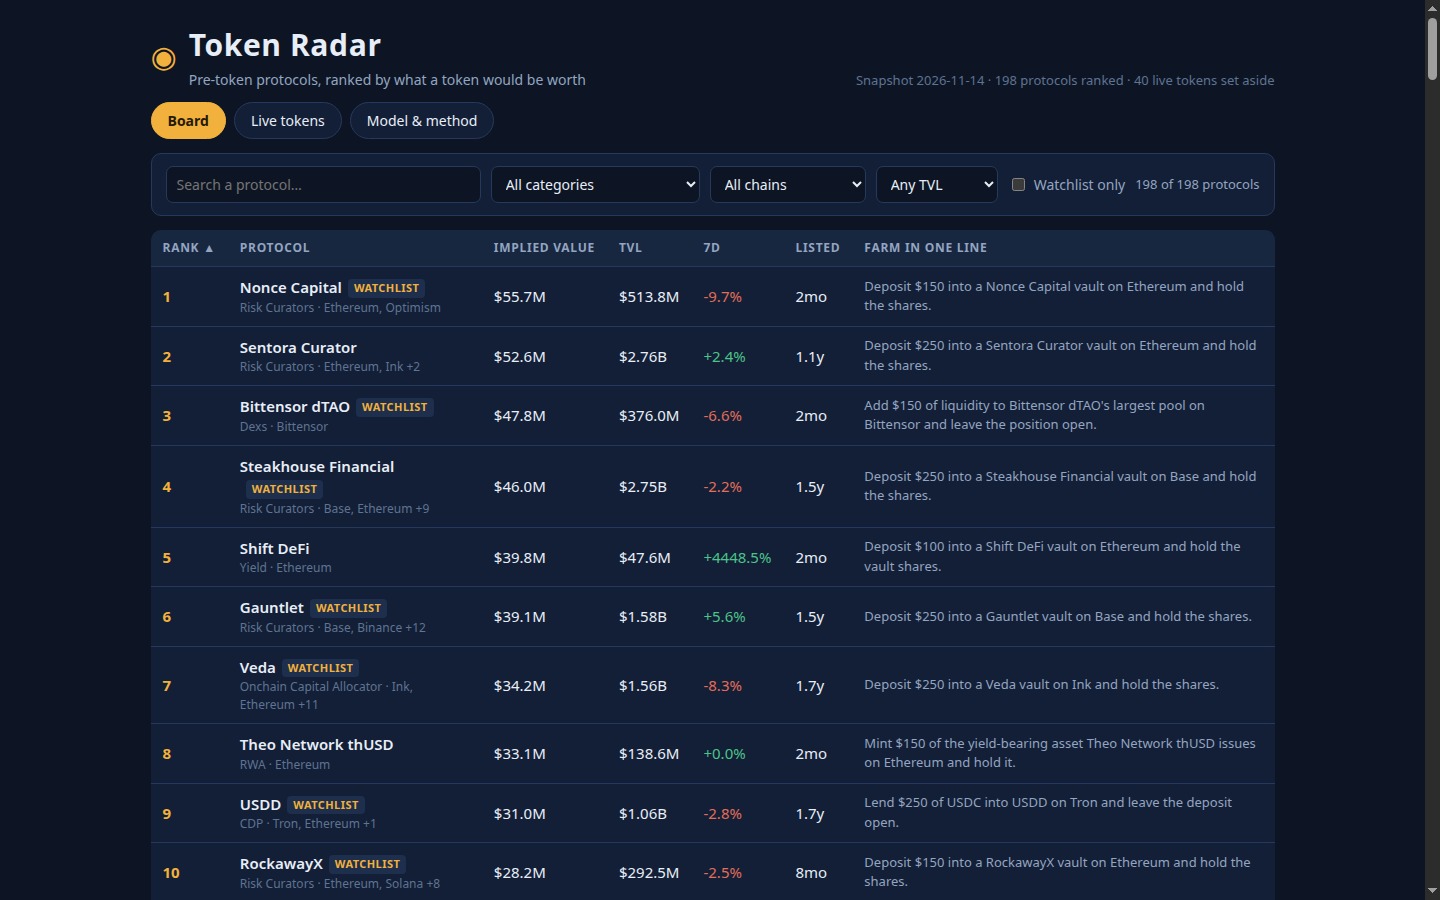 Token Radar
Pre-token protocols, ranked by what a token would be worth
Snapshot 2026-11-14 · 198 protocols ranked · 40 live tokens set aside
Board
Live tokens
Model & method
Search a protocol...
All categories
All chains
Any TVL
Watchlist only
198 of 198 protocols
RANK ▲ PROTOCOL IMPLIED VALUE TVL 7D LISTED FARM IN ONE LINE
1
Nonce Capital WATCHLIST
Risk Curators · Ethereum, Optimism
$55.7M
$513.8M
-9.7%
2mo
Deposit $150 into a Nonce Capital vault on Ethereum and hold
the shares.
2
Sentora Curator
Risk Curators · Ethereum, Ink +2
$52.6M
$2.76B
+2.4%
1.1y
Deposit $250 into a Sentora Curator vault on Ethereum and hold
the shares.
3
Bittensor dTAO WATCHLIST
Dexs · Bittensor
$47.8M
$376.0M
-6.6%
2mo
Add $150 of liquidity to Bittensor dTAO's largest pool on
Bittensor and leave the position open.
4
Steakhouse Financial
WATCHLIST
Risk Curators · Base, Ethereum +9
$46.0M
$2.75B
-2.2%
1.5y
Deposit $250 into a Steakhouse Financial vault on Base and hold
the shares.
5
Shift DeFi
Yield · Ethereum
$39.8M
$47.6M
+4448.5%
2mo
Deposit $100 into a Shift DeFi vault on Ethereum and hold the
vault shares.
6
Gauntlet WATCHLIST
Risk Curators · Base, Binance +12
$39.1M
$1.58B
+5.6%
1.5y
Deposit $250 into a Gauntlet vault on Base and hold the shares.
7
Veda WATCHLIST
Onchain Capital Allocator · Ink,
Ethereum +11
$34.2M
$1.56B
-8.3%
1.7y
Deposit $250 into a Veda vault on Ink and hold the shares.
8
Theo Network thUSD
RWA · Ethereum
$33.1M
$138.6M
+0.0%
2mo
Mint $150 of the yield-bearing asset Theo Network thUSD issues
on Ethereum and hold it.
9
USDD WATCHLIST
CDP · Tron, Ethereum +1
$31.0M
$1.06B
-2.8%
1.7y
Lend $250 of USDC into USDD on Tron and leave the deposit
open.
10
RockawayX WATCHLIST
Risk Curators · Ethereum, Solana +8
$28.2M
$292.5M
-2.5%
8mo
Deposit $150 into a RockawayX vault on Ethereum and hold the
shares.